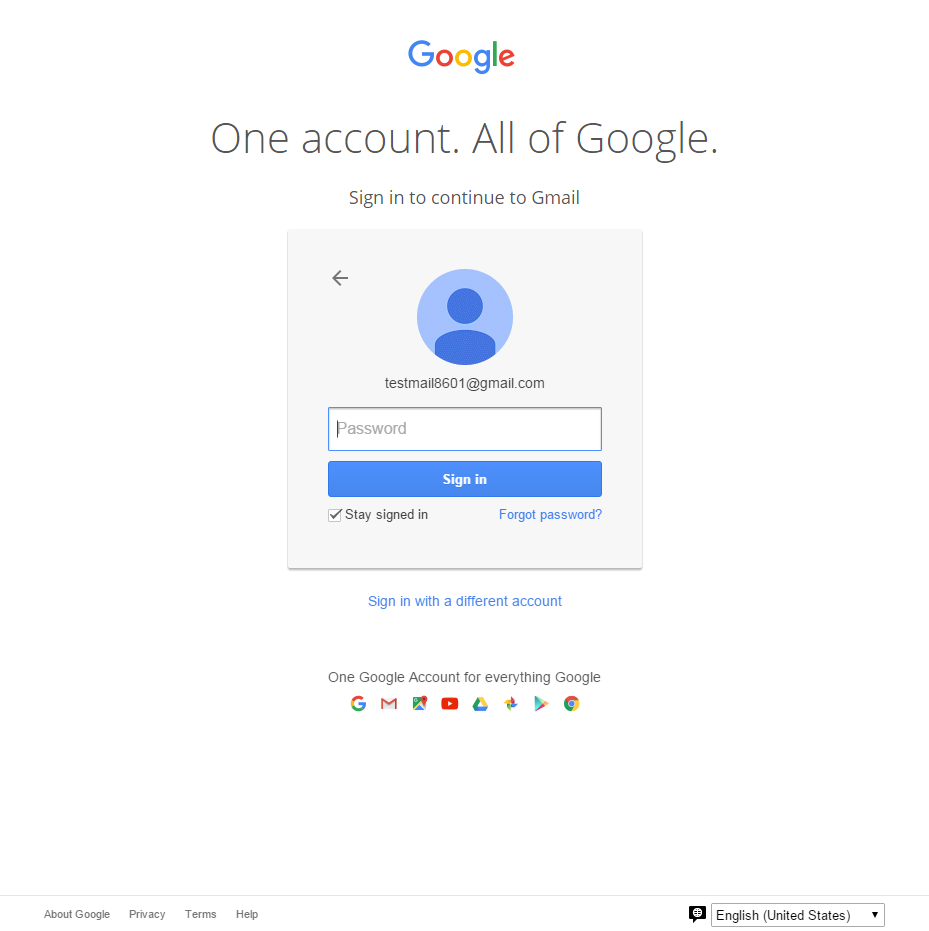 Google
One account. All of Google.
Sign in to continue to Gmail
testmail8601@gmail.com
Password
Sign in
Stay signed in Forgot password?
Sign in with a different account
One Google Account for everything Google
About Google Privacy Terms Help English (United States)